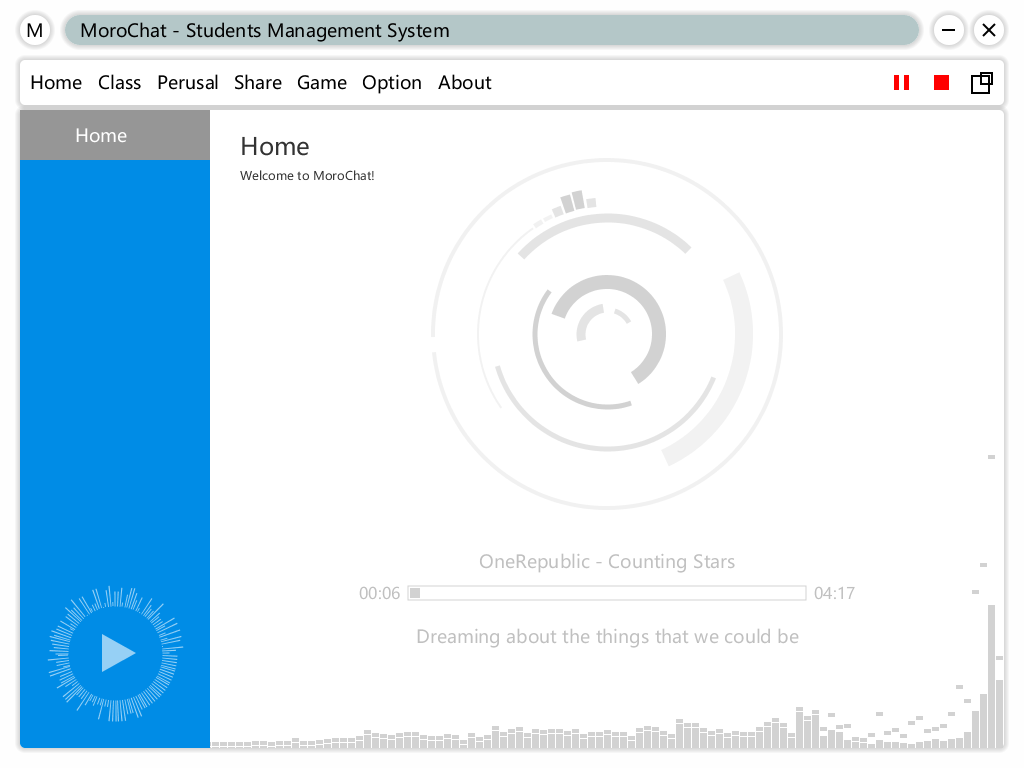 M
MoroChat - Students Management System
Home Class Perusal Share Game Option About
Home
Home
Welcome to MoroChat!
OneRepublic - Counting Stars
00:06 04:17
Dreaming about the things that we could be